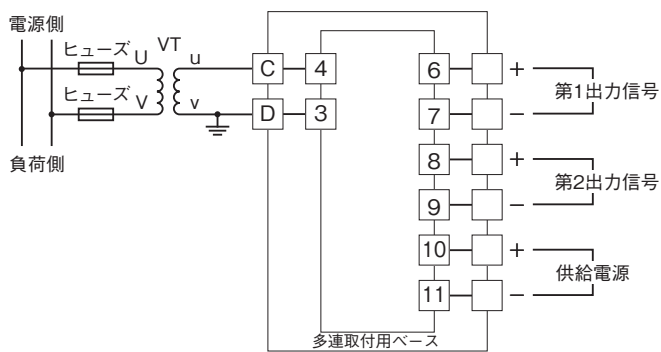 電源側
ヒューズ U VT u
C 4 6 +
第1出力信号
ヒューズ V v
D 3 7 −
負荷側
8 +
第2出力信号
9 −
10 +
供給電源
11 −
多連取付用ベース